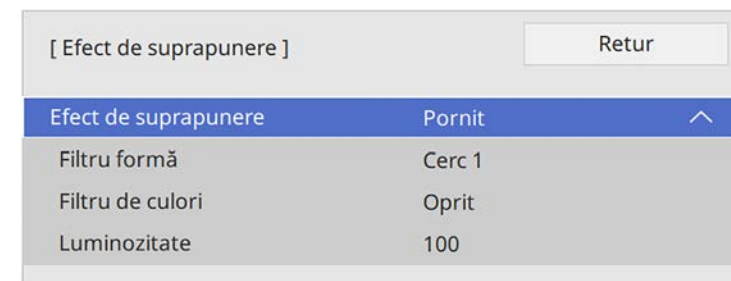 [ Efect de suprapunere ] Retur
Efect de suprapunere Pornit
Filtru formă Cerc 1
Filtru de culori Oprit
Luminozitate 100